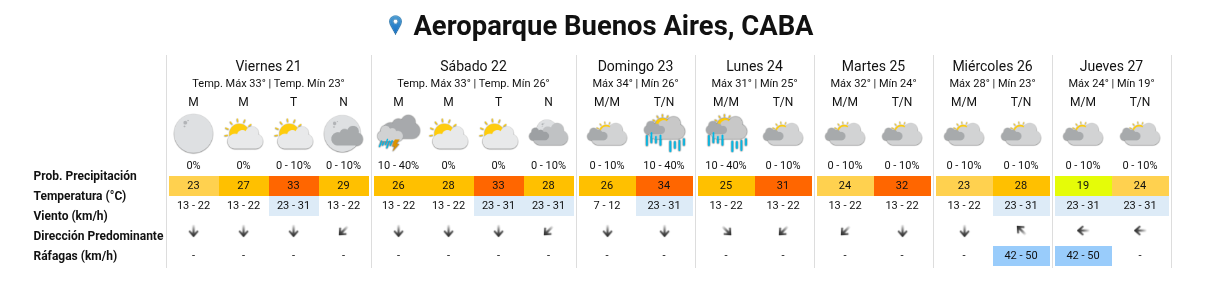 Aeroparque Buenos Aires, CABA
Viernes 21 Sábado 22 Domingo 23 Lunes 24 Martes 25 Miércoles 26 Jueves 27
Temp. Máx 33° | Temp. Mín 23° Temp. Máx 33° | Temp. Mín 26° Máx 34° | Mín 26° Máx 31° | Mín 25° Máx 32° | Mín 24° Máx 28° | Mín 23° Máx 24° | Mín 19°
M M T N M M T N M/M T/N M/M T/N M/M T/N M/M T/N M/M T/N
0% 0% 0 - 10% 0 - 10% 10 - 40% 0% 0% 0 - 10% 0 - 10% 10 - 40% 10 - 40% 0 - 10% 0 - 10% 0 - 10% 0 - 10% 0 - 10% 0 - 10% 0 - 10%
Prob. Precipitación
23 27 33 29 26 28 33 28 26 34 25 31 24 32 23 28 19 24
Temperatura (°C)
13 - 22 13 - 22 23 - 31 13 - 22 13 - 22 13 - 22 23 - 31 23 - 31 7 - 12 23 - 31 13 - 22 13 - 22 13 - 22 13 - 22 13 - 22 23 - 31 23 - 31 23 - 31
Viento (km/h)
Dirección Predominante
Ráfagas (km/h) - - - - - - - - - - - - - - - 42 - 50 42 - 50 -